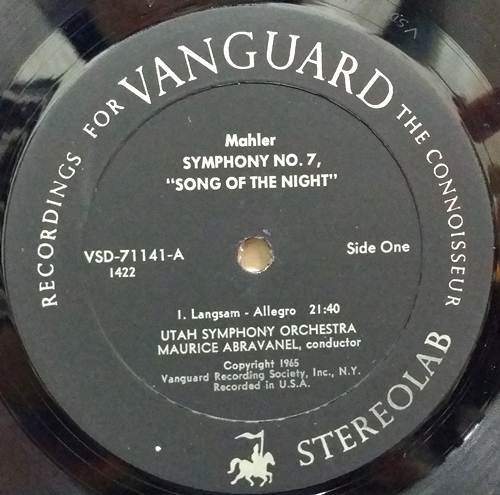 RECORDINGS FOR VANGUARD THE CONNOISSEUR
Mahler
SYMPHONY NO. 7,
"SONG OF THE NIGHT"
VSD-71141-A
1422
Side One
1. Langsam - Allegro 21:40
UTAH SYMPHONY ORCHESTRA
MAURICE ABRAVANEL, conductor
Copyright 1965
Vanguard Recording Society, Inc., N.Y.
Recorded in U.S.A.
STEREOLAB
VSD